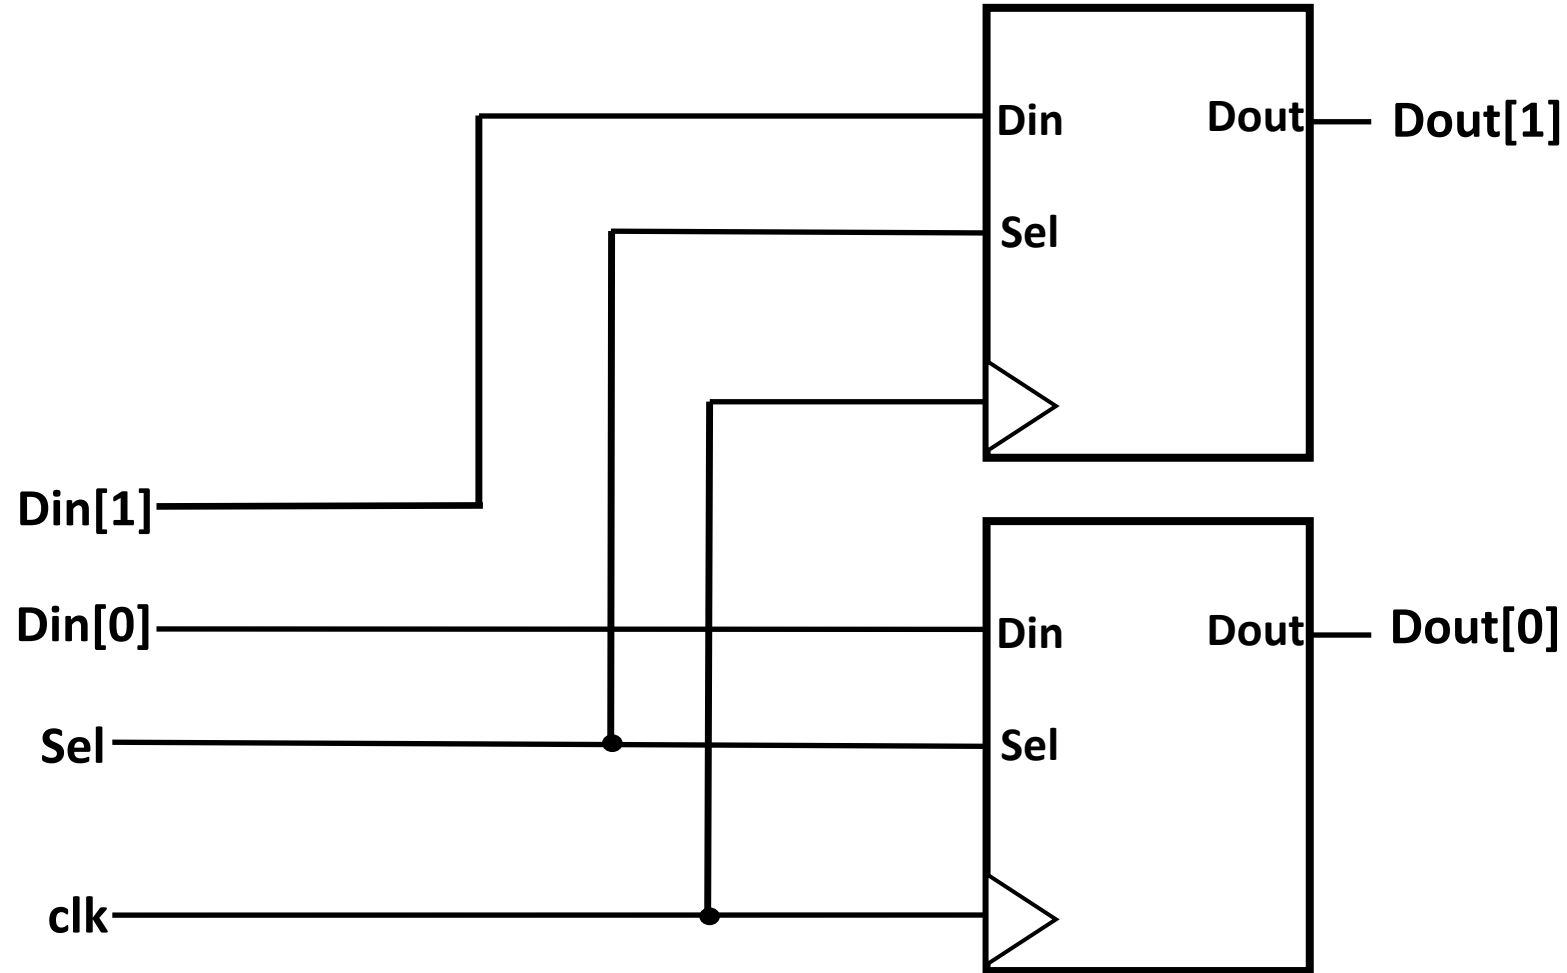 Din
Dout
Dout[1]
Sel
Din[1]
Din[0]
Din
Dout
Dout[0]
Sel
Sel
clk